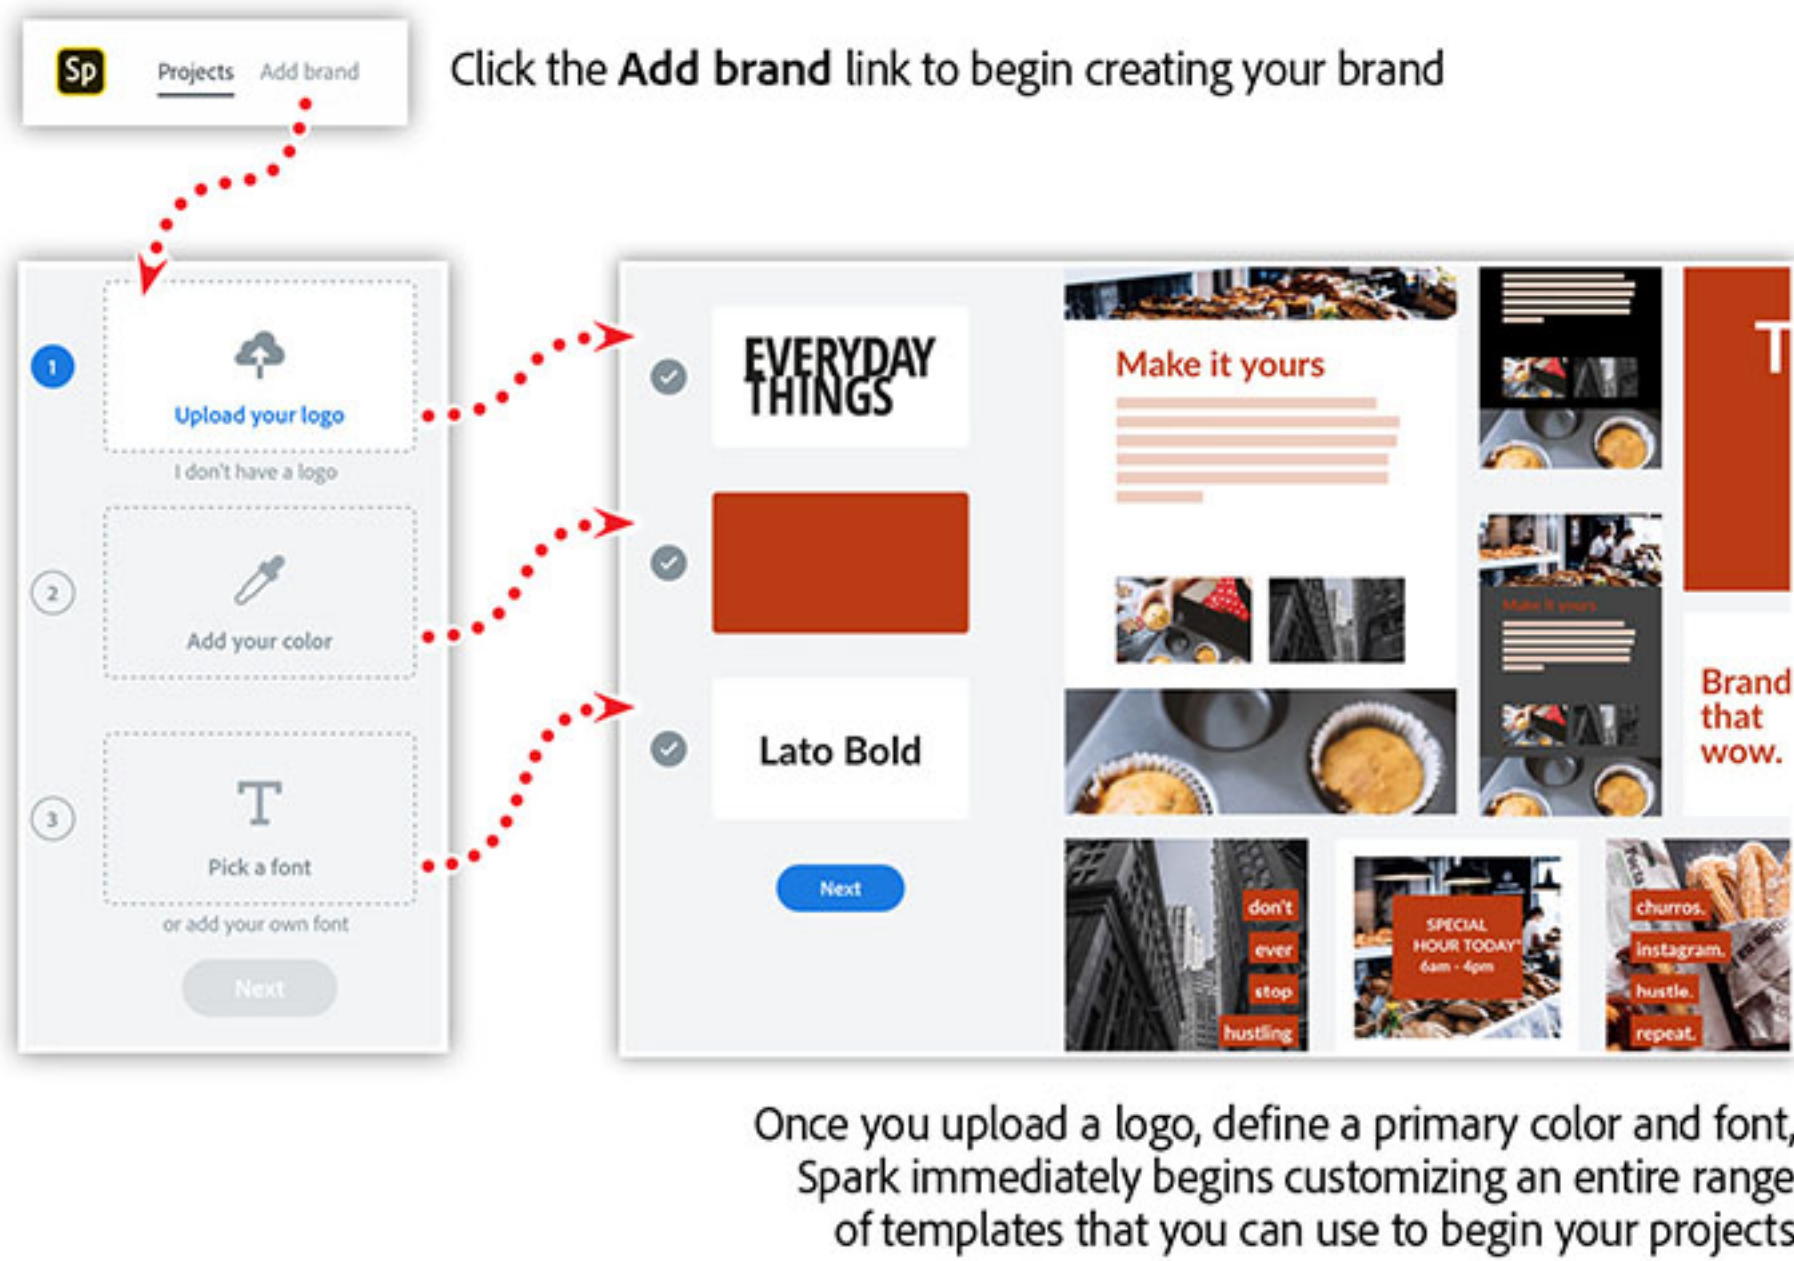 Sp
Projects Add brand
Click the Add brand link to begin creating your brand
1
Upload your logo
I don't have a logo
2
Add your color
3
Pick a font
or add your own font
Next
EVERYDAY
THINGS
Lato Bold
Next
Make it yours
T
Make it yours
Brand
that
wow.
don't
ever
stop
hustling
SPECIAL
HOUR TODAY*
6am - 4pm
churros.
instagram.
hustle.
repeat.
Once you upload a logo, define a primary color and font,
Spark immediately begins customizing an entire range
of templates that you can use to begin your projects